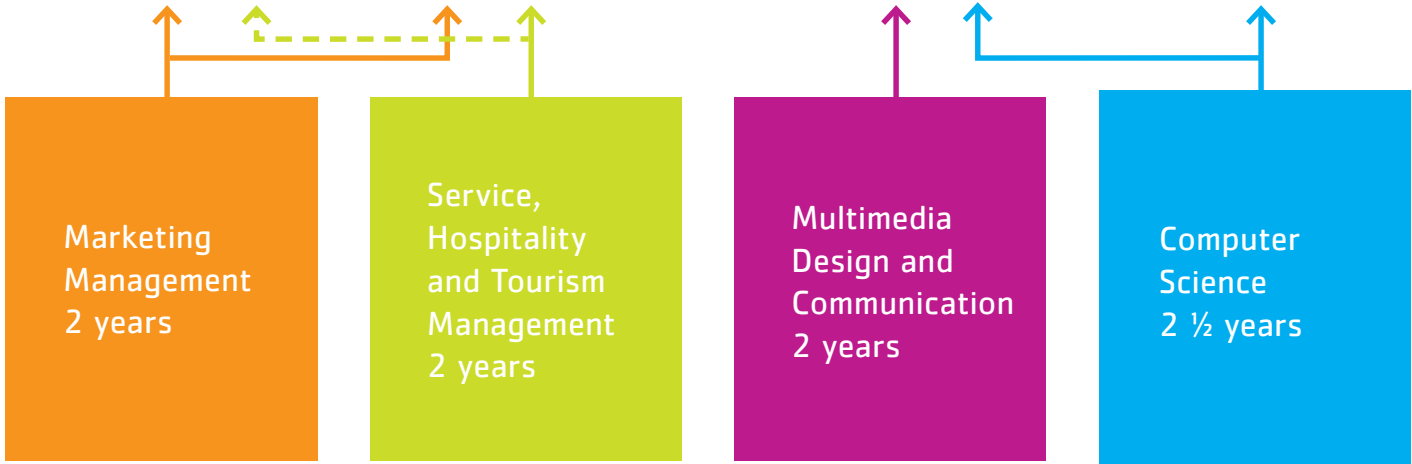 Marketing
Management
2 years
Service,
Hospitality
and Tourism
Management
2 years
Multimedia
Design and
Communication
2 years
Computer
Science
2 ½ years